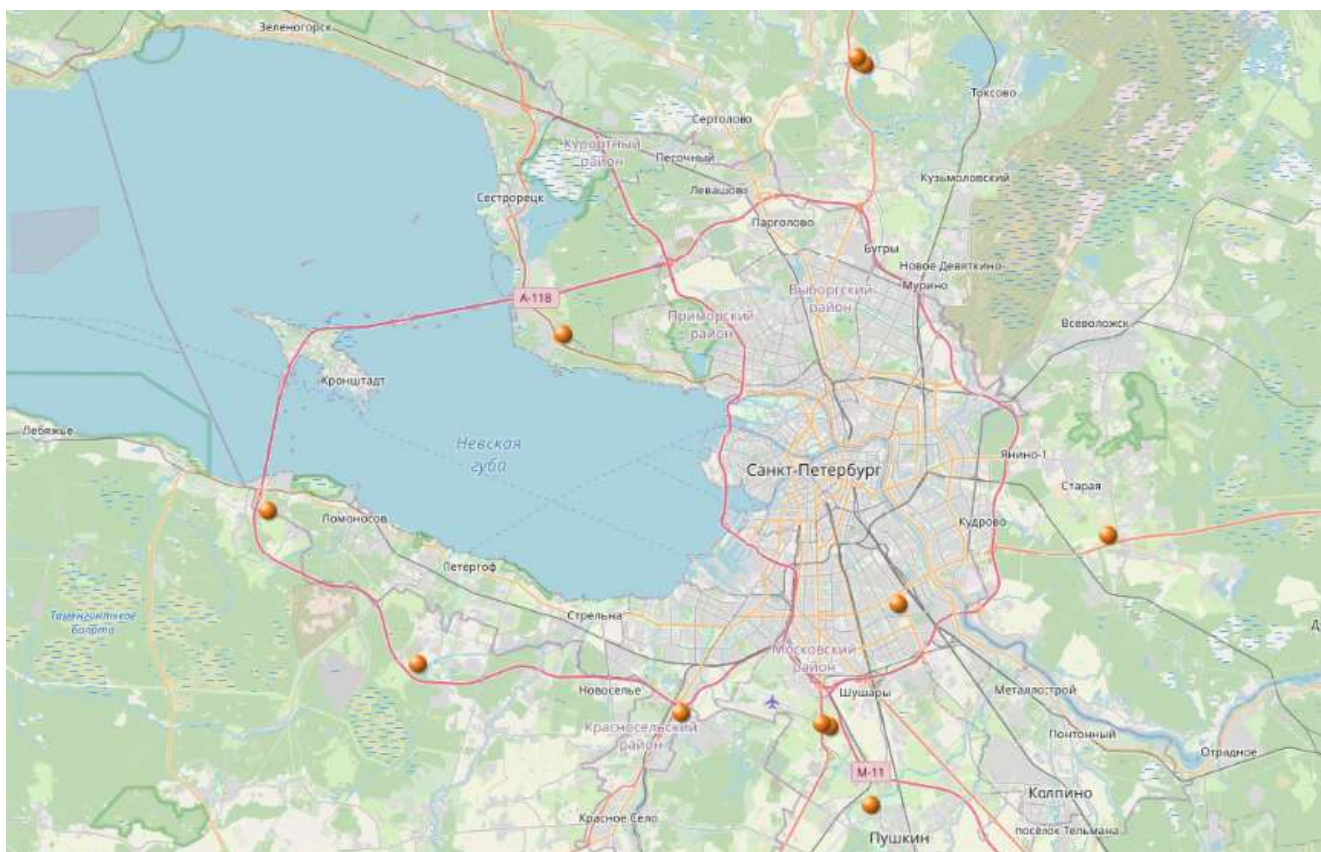 Зеленогорск
Токсово
Сертолово
Курортный
район
Песочный
Кузьмоловский
Левашово
Сестрорецк
Парголово
Бугры
Новое Девяткино
Мурино
А-118
Выборгский
район
Приморский
район
Всеволожск
Кронштадт
Лебяжье
Невская
губа
Санкт-Петербург
Янино-1
Старая
Ломоносов
Кудрово
Петергоф
Таменгонтское
болото
Стрельна
Московский
район
Новоселье
Шушары
Металлострой
Красносельский
район
Понтонный
Отрадное
М-11
Колпино
Красное Село
Пушкин
посёлок Тельмана